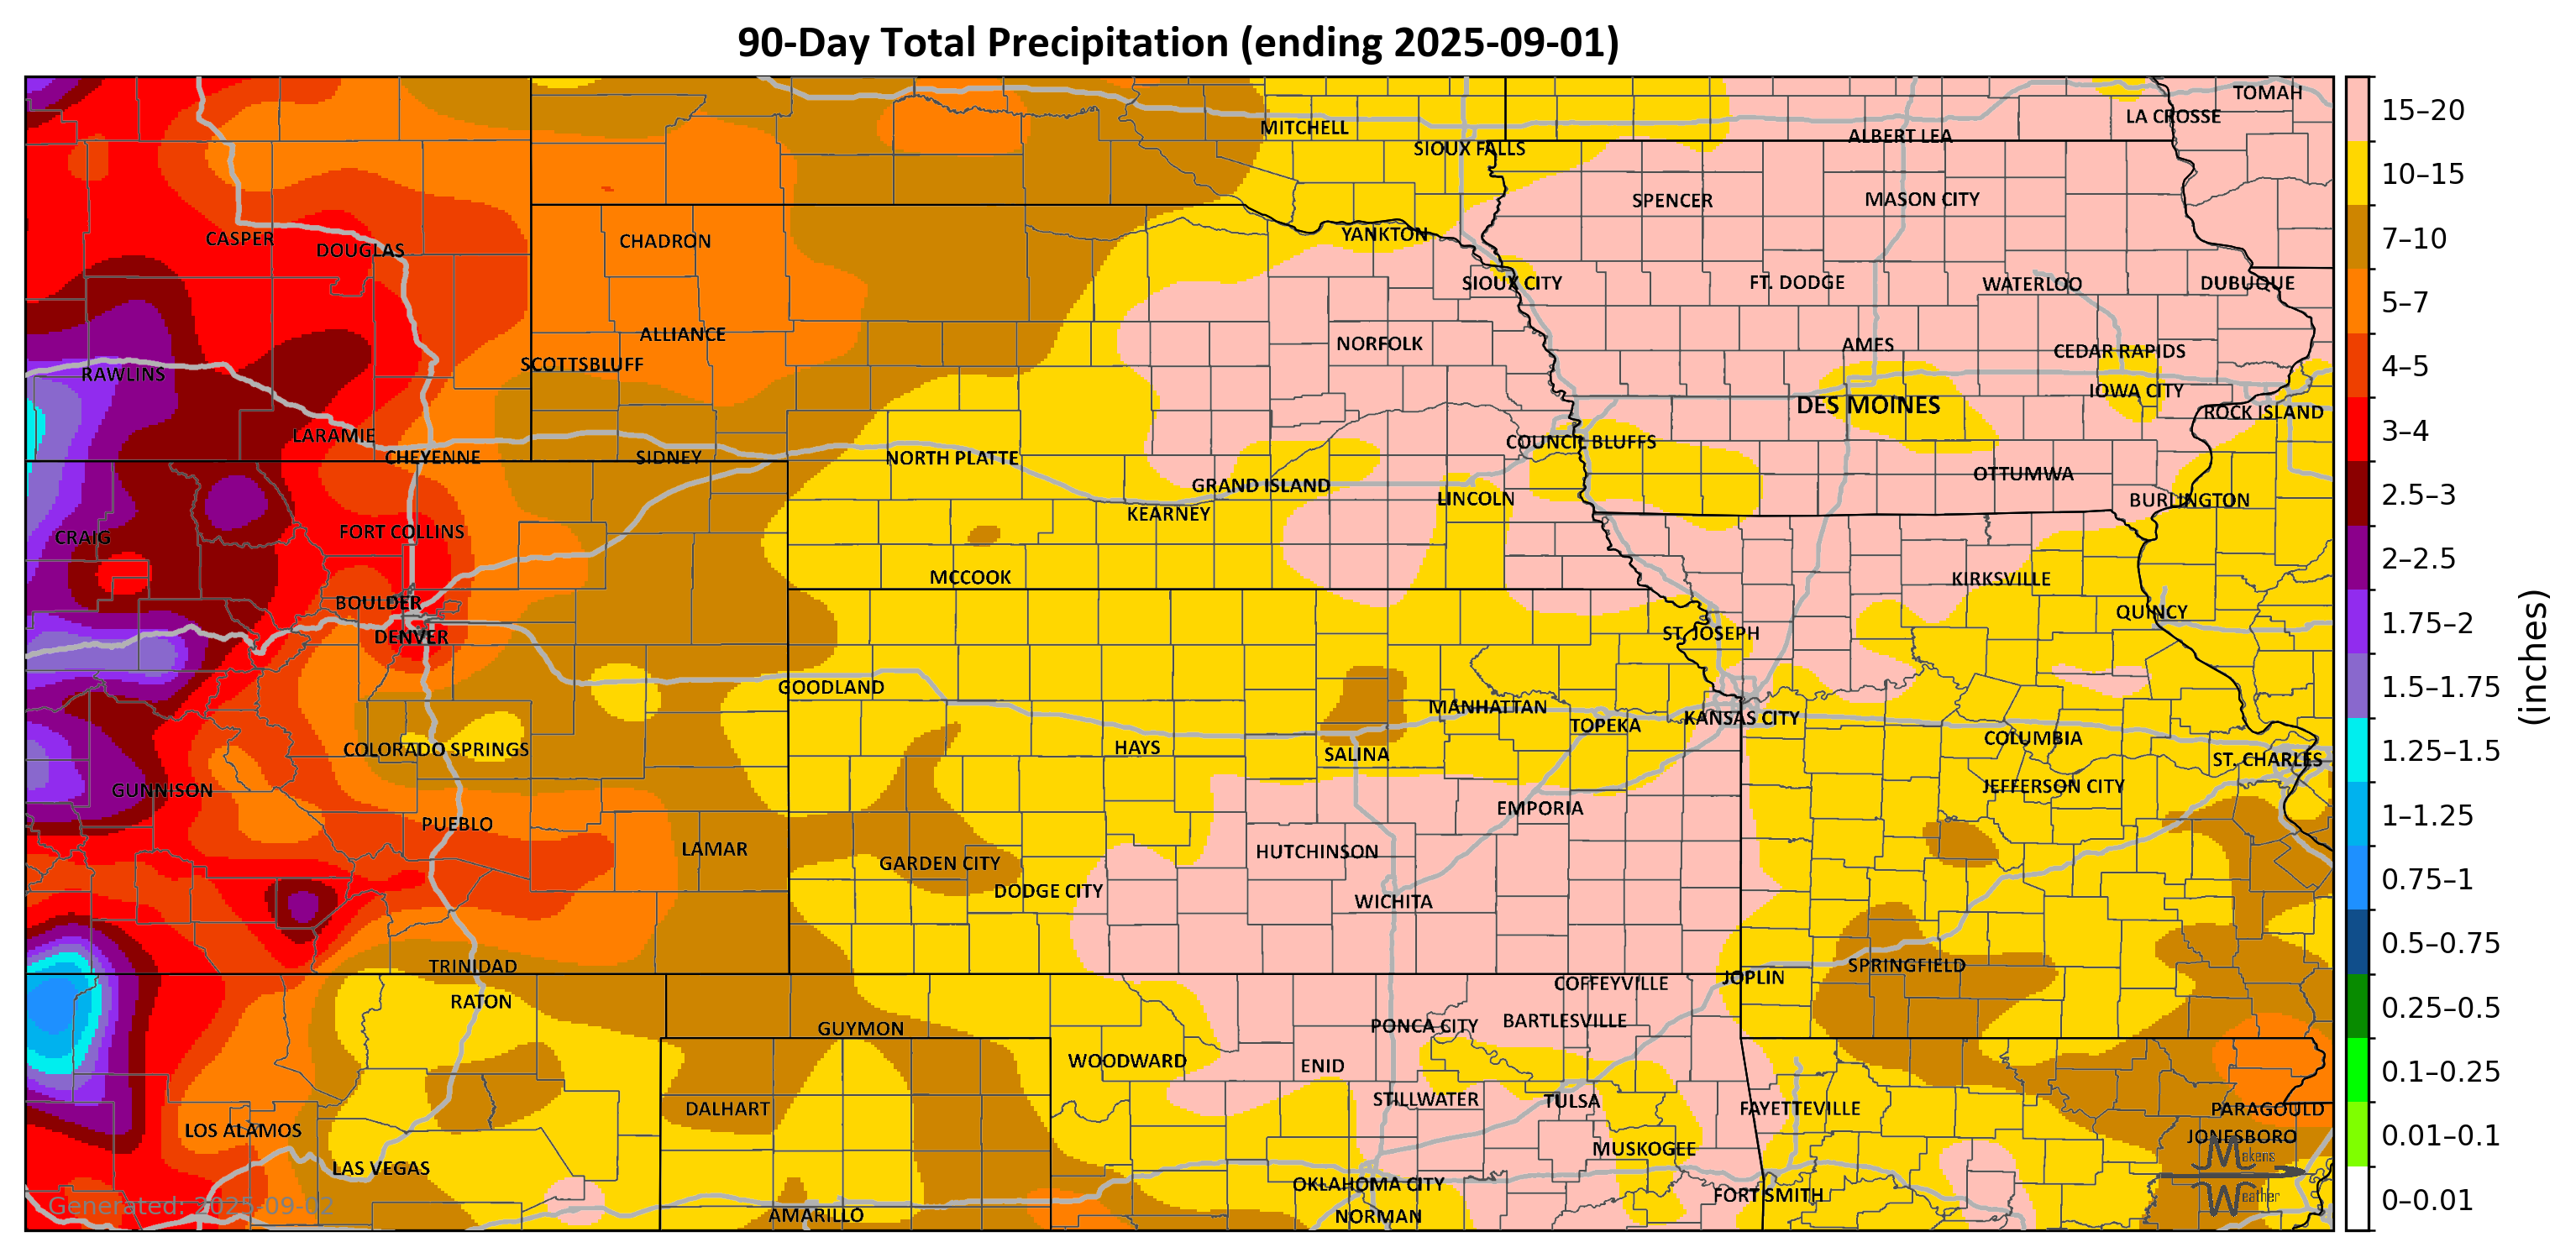 90-Day Total Precipitation (ending 2025-09-01)
TOMAH
LA CROSSE
MITCHELL
ALBERT LEA
SIOUX FALLS
SPENCER
MASON CITY
CASPER
DOUGLAS
CHADRON
YANKTON
SIOUX CITY
FT. DODGE
WATERLOO
DUBUQUE
ALLIANCE
NORFOLK
AMES
CEDAR RAPIDS
SCOTTSBLUFF
RAWLINS
IOWA CITY
DES MOINES
ROCK ISLAND
LARAMIE
COUNCIL BLUFFS
CHEYENNE
SIDNEY
NORTH PLATTE
OTTUMWA
GRAND ISLAND
LINCOLN
BURLINGTON
KEARNEY
FORT COLLINS
CRAIG
MCCOOK
KIRKSVILLE
BOULDER
QUINCY
DENVER
ST. JOSEPH
GOODLAND
MANHATTAN
KANSAS CITY
TOPEKA
COLUMBIA
COLORADO SPRINGS
HAYS
SALINA
ST. CHARLES
GUNNISON
JEFFERSON CITY
EMPORIA
PUEBLO
LAMAR
HUTCHINSON
GARDEN CITY
DODGE CITY
WICHITA
TRINIDAD
SPRINGFIELD
JOPLIN
COFFEYVILLE
RATON
BARTLESVILLE
PONCA CITY
GUYMON
WOODWARD
ENID
STILLWATER
TULSA
DALHART
FAYETTEVILLE
PARAGOULD
LOS ALAMOS
JONESBORO
MUSKOGEE
LAS VEGAS
OKLAHOMA CITY
FORT SMITH
AMARILLO
NORMAN
Generated: 2025-09-02
Makens
Weather
15–20
10–15
7–10
5–7
4–5
3–4
2.5–3
2–2.5
1.75–2
1.5–1.75
1.25–1.5
1–1.25
0.75–1
0.5–0.75
0.25–0.5
0.1–0.25
0.01–0.1
0–0.01
(inches)